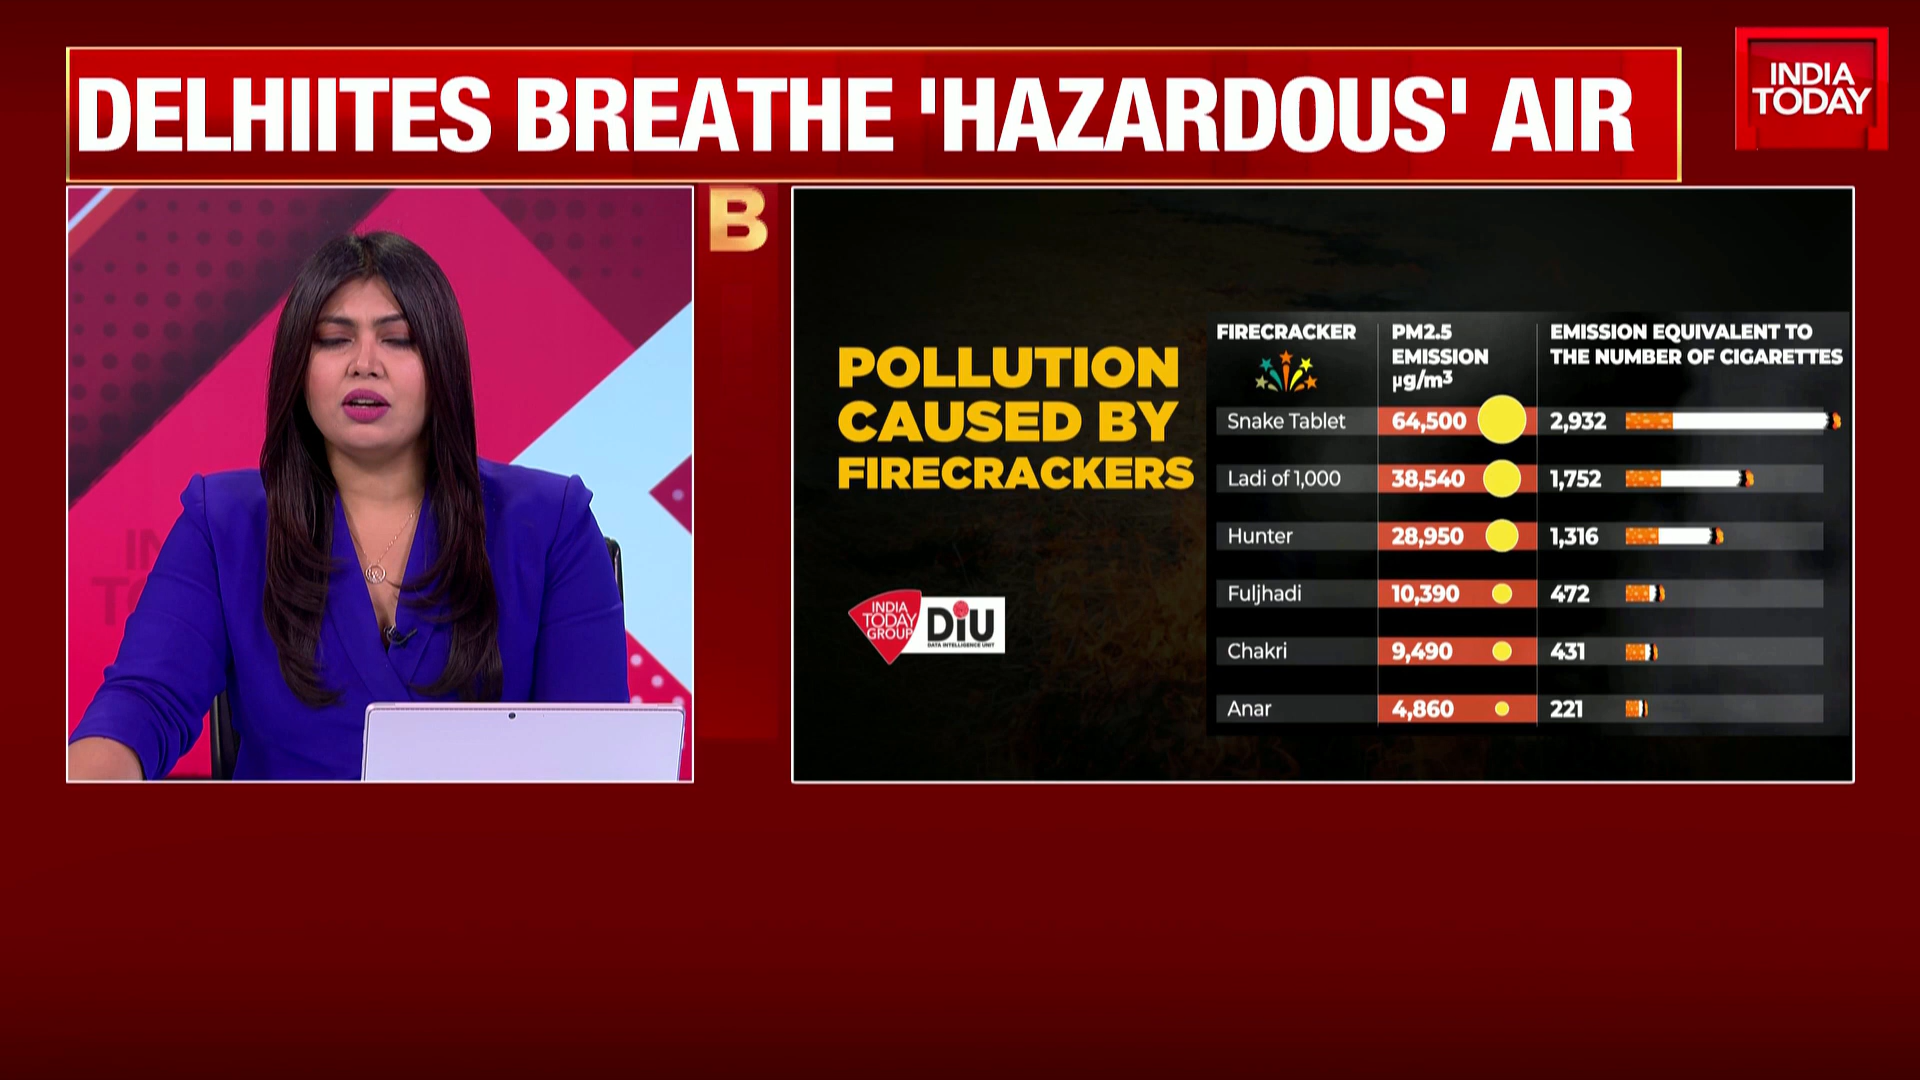 DELHIITES BREATHE 'HAZARDOUS' AIR
INDIA
TODAY
B
POLLUTION
CAUSED BY
FIRECRACKERS
INDIA
TODAY
GROUP
DiU
DATA INTELLIGENCE UNIT
FIRECRACKER PM2.5 EMISSION µg/m³ EMISSION EQUIVALENT TO THE NUMBER OF CIGARETTES
Snake Tablet 64,500 2,932
Ladi of 1,000 38,540 1,752
Hunter 28,950 1,316
Fuljhadi 10,390 472
Chakri 9,490 431
Anar 4,860 221